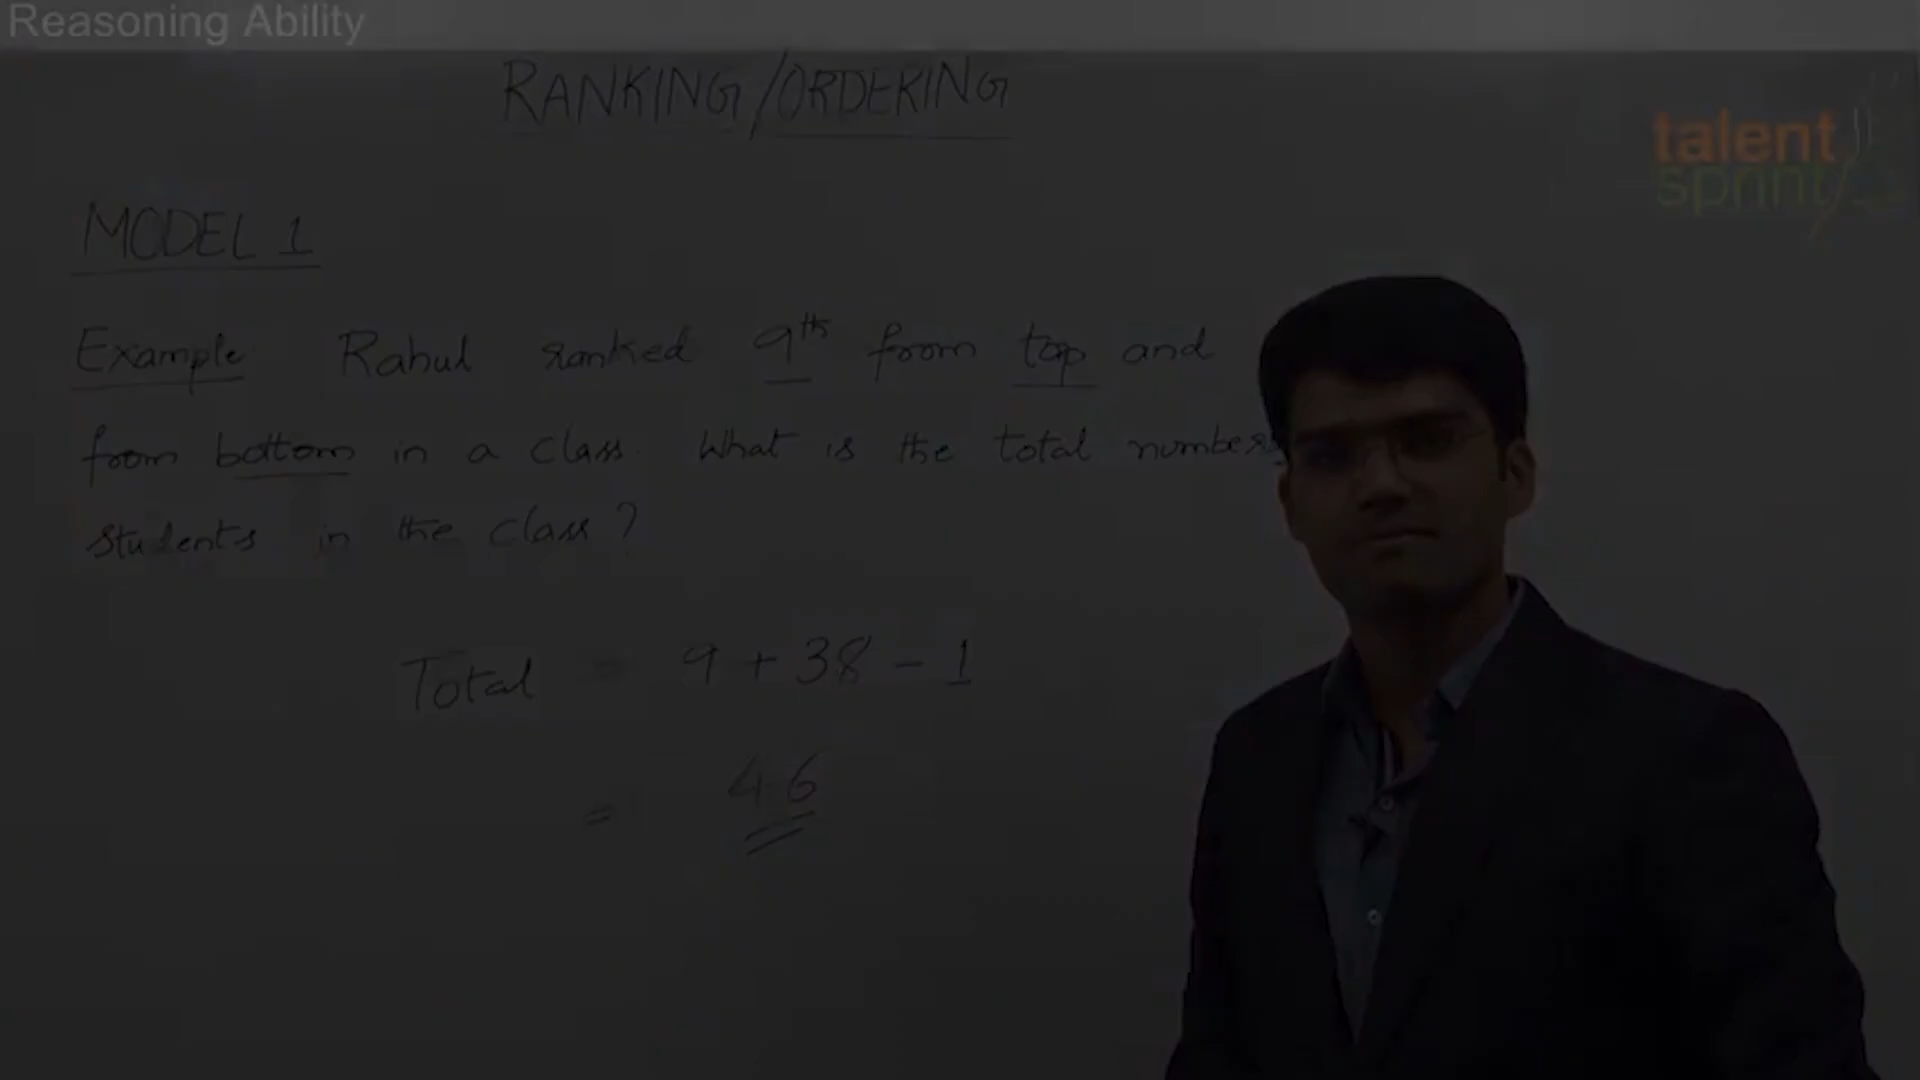 Reasoning Ability
RANKING/ORDERING
talent
sprint
MODEL 1
Example Rahul ranked 9th from top and
from bottom in a class. What is the total number
students in the class?
Total = 9 + 38 - 1
= 46